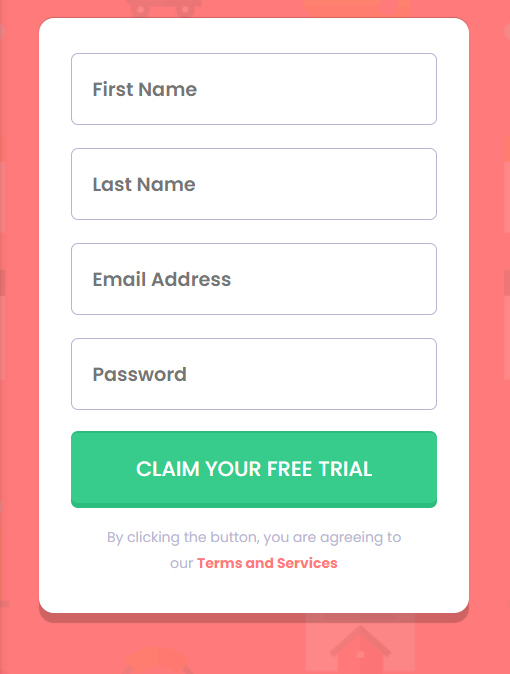 First Name
Last Name
Email Address
Password
CLAIM YOUR FREE TRIAL
By clicking the button, you are agreeing to
our Terms and Services